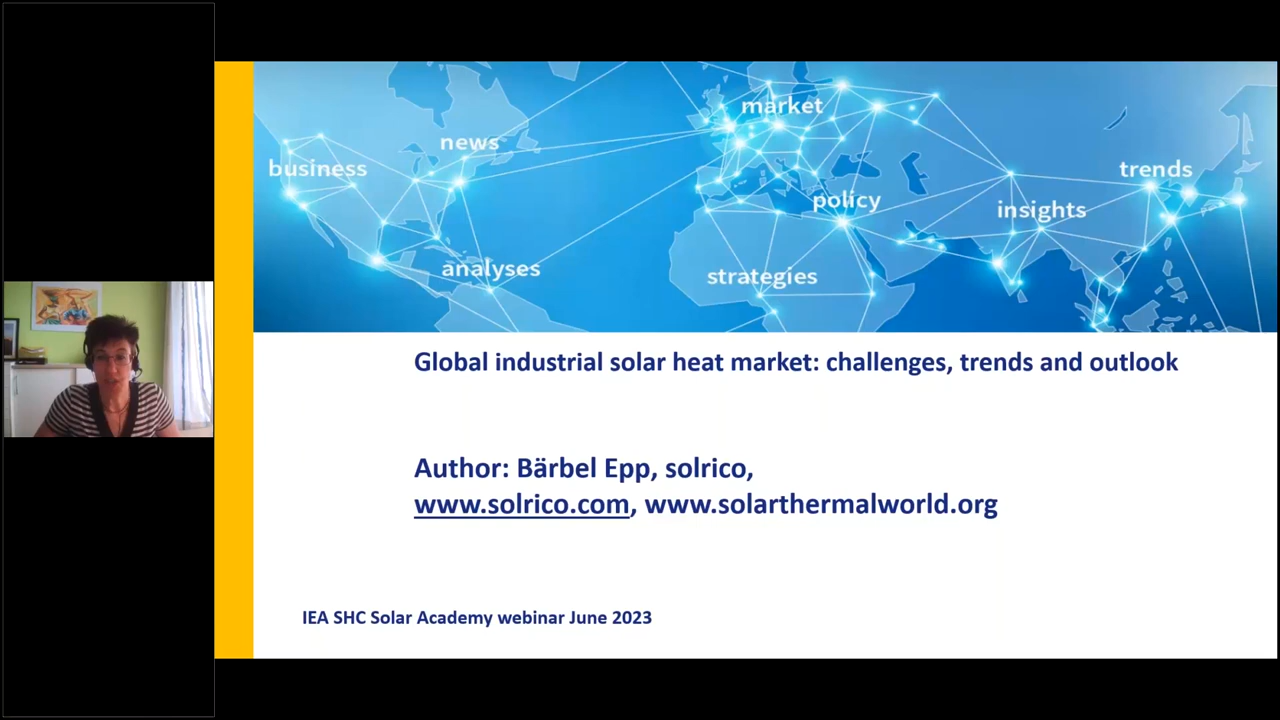 market
news
business
trends
policy
insights
analyses
strategies
Global industrial solar heat market: challenges, trends and outlook
Author: Bärbel Epp, solrico,
www.solrico.com, www.solarthermalworld.org
IEA SHC Solar Academy webinar June 2023